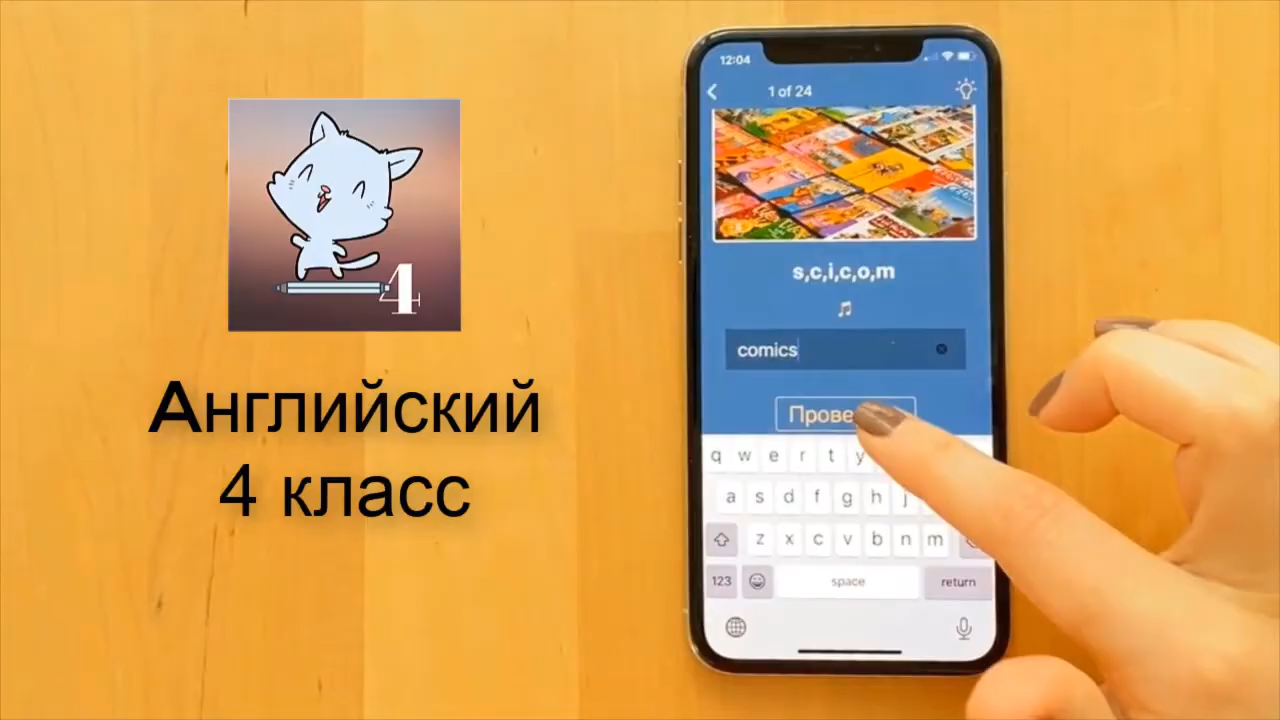 4
Английский
4 класс
12:04
1 of 24
s,c,i,c,o,m
comics
q w e r t y
a s d f g h j
z x c v b n m
123 space return